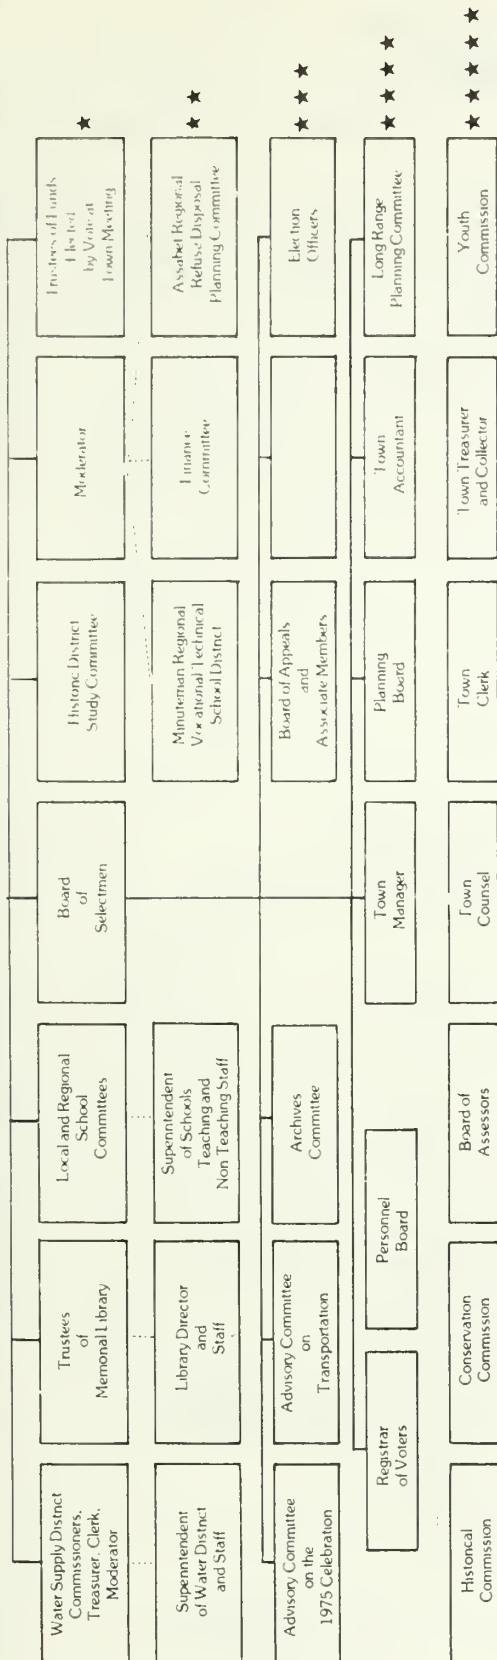 Water Supply District
Commissioners,
Treasurer, Clerk,
Moderator
Trustees
of
Memorial Library
Local and Regional
School
Committees
Board
of
Selectmen
Historic District
Study Committee
Moderator
Trustees of Funds
Elected
by Vote at
Town Meeting
★
Superintendent
of Water District
and Staff
Library Director
and
Staff
Superintendent
of Schools
Teaching and
Non Teaching Staff
Minuteman Regional
Vocational Technical
School District
Finance
Committee
Assabet Regional
Refuse Disposal
Planning Committee
★★
Advisory Committee
on the
1975 Celebration
Advisory Committee
on
Transportation
Archives
Committee
Board of Appeals
and
Associate Members
Election
Officers
★★★
Registrar
of Voters
Personnel
Board
Town
Manager
Planning
Board
Town
Accountant
Long Range
Planning Committee
★★★★
Historical
Commission
Conservation
Commission
Board of
Assessors
Town
Counsel
Town
Clerk
Town Treasurer
and Collector
Youth
Commission
★★★★★